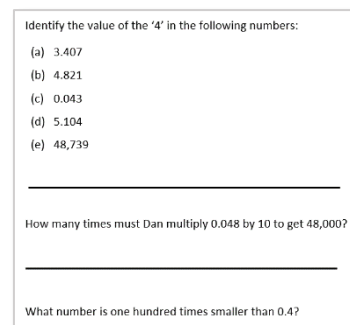 Identify the value of the ‘4’ in the following numbers:
(a) 3.407
(b) 4.821
(c) 0.043
(d) 5.104
(e) 48,739
How many times must Dan multiply 0.048 by 10 to get 48,000?
What number is one hundred times smaller than 0.4?